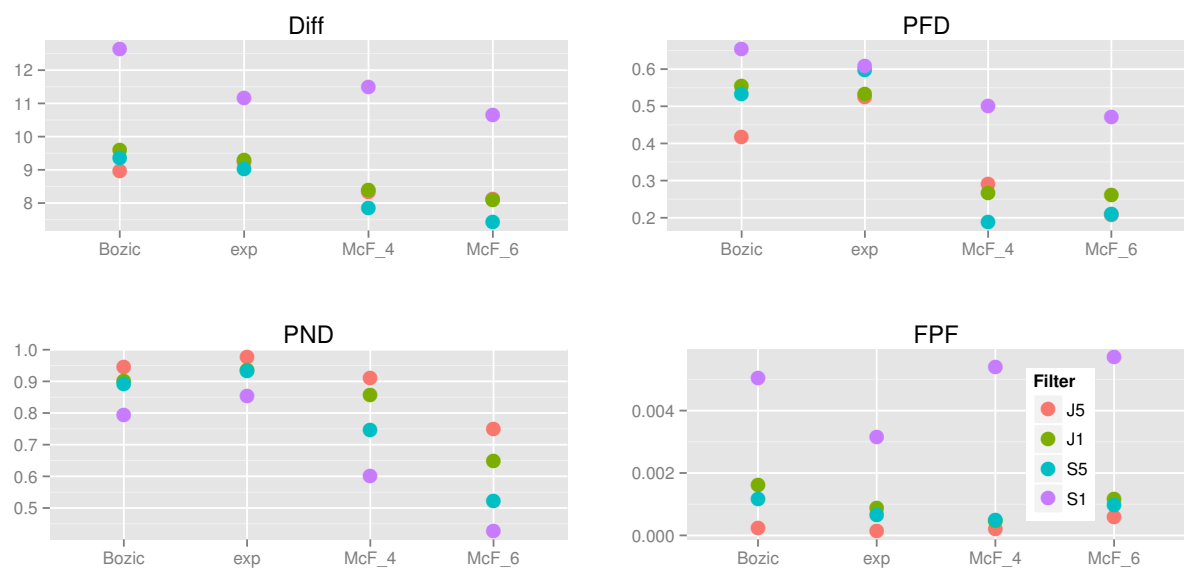 Diff
12
11
10
9
8
Bozic exp McF_4 McF_6
PFD
0.6
0.5
0.4
0.3
0.2
Bozic exp McF_4 McF_6
PND
1.0
0.9
0.8
0.7
0.6
0.5
Bozic exp McF_4 McF_6
FPF
0.004
0.002
0.000
Bozic exp McF_4 McF_6
Filter
J5
J1
S5
S1